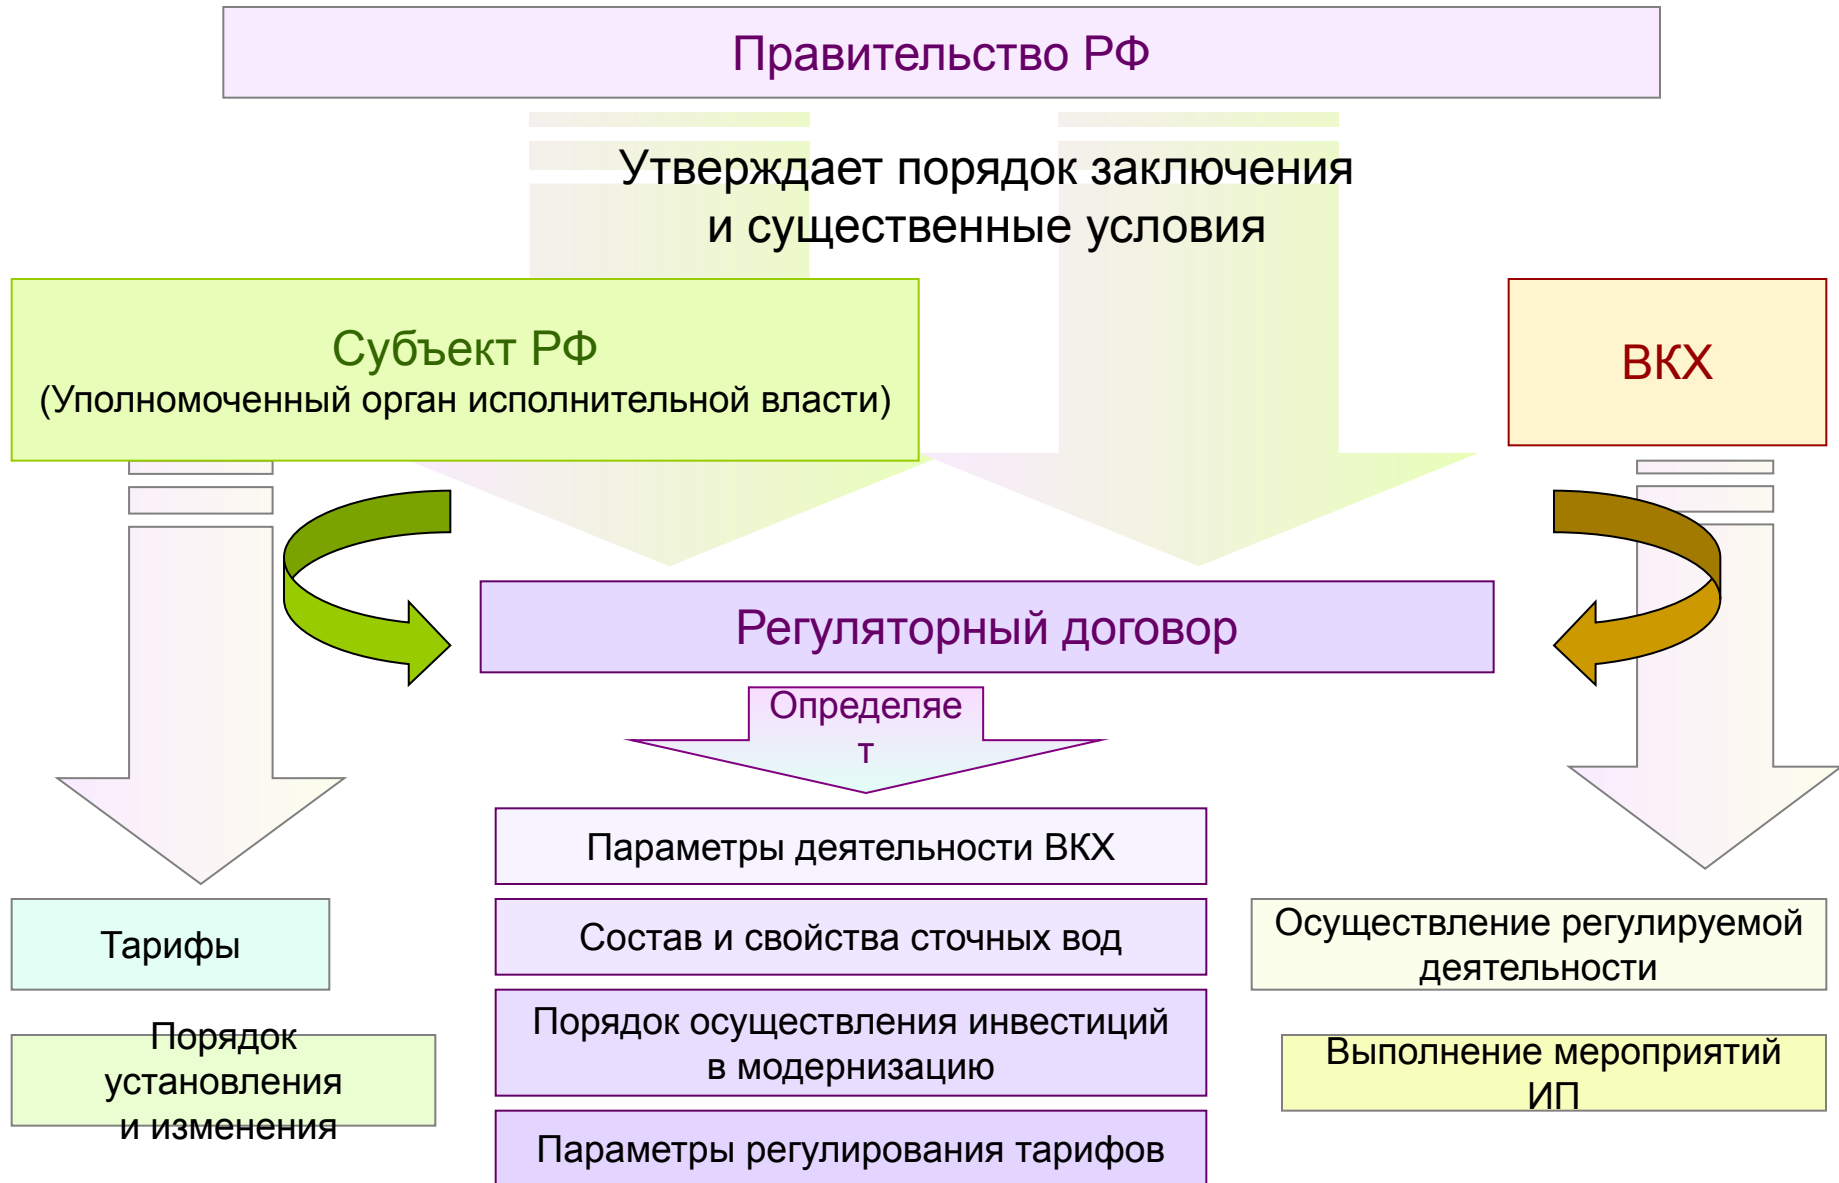 Правительство РФ
Утверждает порядок заключения
и существенные условия
Субъект РФ
(Уполномоченный орган исполнительной власти)
ВКХ
Регуляторный договор
Определяе
т
Параметры деятельности ВКХ
Состав и свойства сточных вод
Порядок осуществления инвестиций
в модернизацию
Параметры регулирования тарифов
Тарифы
Порядок
установления
и изменения
Осуществление регулируемой
деятельности
Выполнение мероприятий
ИП